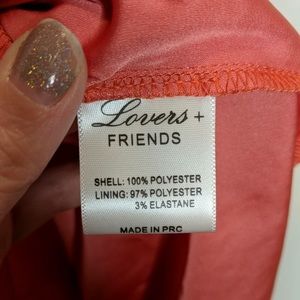 Lovers +
FRIENDS
SHELL: 100% POLYESTER
LINING: 97% POLYESTER
3% ELASTANE
MADE IN PRC